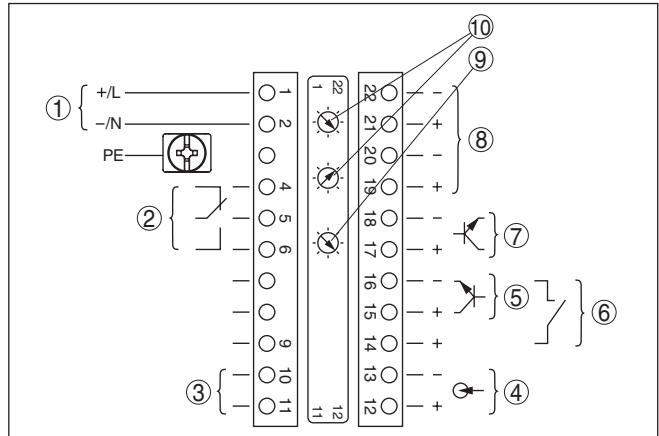 ⑩
⑨
1 22
① +/L 1 22 −
−/N 2 21 + ⑧
PE 20 −
4 19 +
② 5 18 − ⑦
6 17 +
16 − ⑤ ⑥
15 +
9 14 +
③ 10 13 − ④
11 11 12 12 +